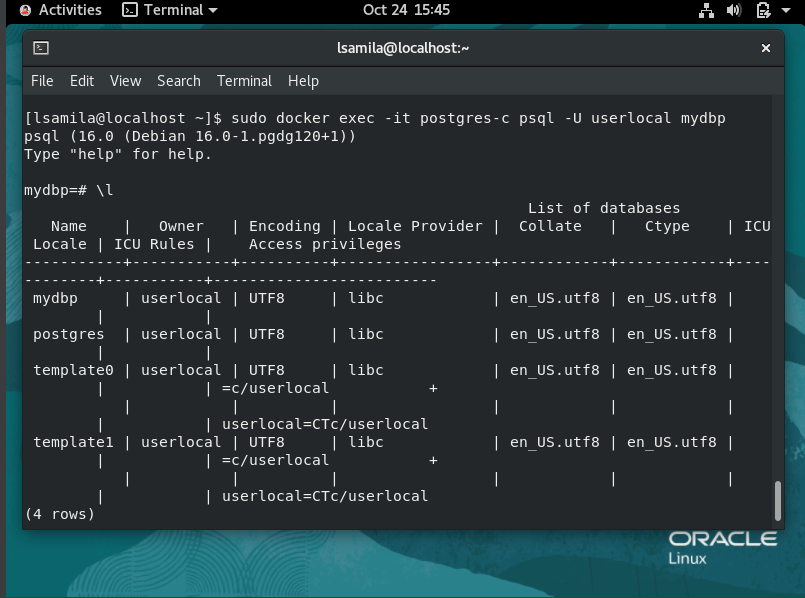 Activities Terminal Oct 24 15:45
lsamila@localhost:~ ×
File Edit View Search Terminal Help
[lsamila@localhost ~]$ sudo docker exec -it postgres-c psql -U userlocal mydbp
psql (16.0 (Debian 16.0-1.pgdg120+1))
Type "help" for help.
mydbp=# \l
                                                        List of databases
   Name    |   Owner   | Encoding | Locale Provider |  Collate   |   Ctype    | ICU
 Locale | ICU Rules |    Access privileges
-----------+-----------+----------+-----------------+------------+------------+----
--------+-----------+-------------------------
 mydbp     | userlocal | UTF8     | libc            | en_US.utf8 | en_US.utf8 |
        |           |
 postgres  | userlocal | UTF8     | libc            | en_US.utf8 | en_US.utf8 |
        |           |
 template0 | userlocal | UTF8     | libc            | en_US.utf8 | en_US.utf8 |
        |           | =c/userlocal           +
           |           |          |                 |            |            |
        |           | userlocal=CTc/userlocal
 template1 | userlocal | UTF8     | libc            | en_US.utf8 | en_US.utf8 |
        |           | =c/userlocal           +
           |           |          |                 |            |            |
        |           | userlocal=CTc/userlocal
(4 rows)
ORACLE
Linux